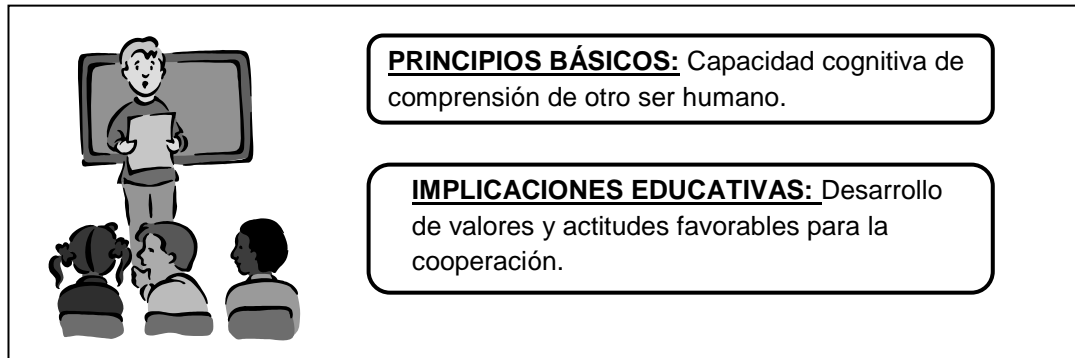 PRINCIPIOS BÁSICOS: Capacidad cognitiva de
comprensión de otro ser humano.
IMPLICACIONES EDUCATIVAS: Desarrollo
de valores y actitudes favorables para la
cooperación.